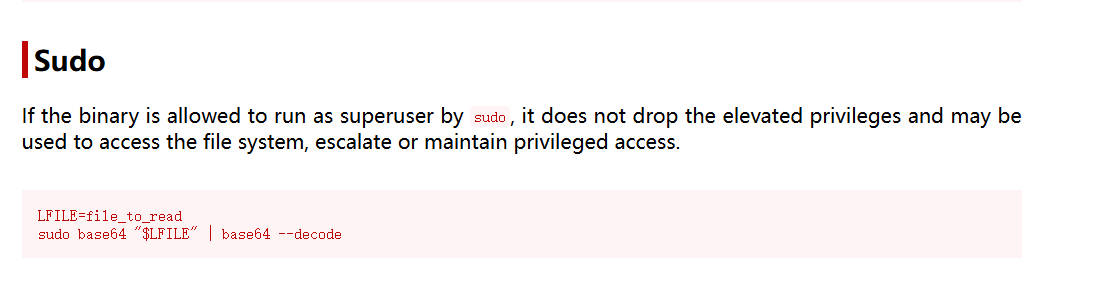 Sudo
If the binary is allowed to run as superuser by sudo, it does not drop the elevated privileges and may be
used to access the file system, escalate or maintain privileged access.
LFILE=file_to_read
sudo base64 "$LFILE" | base64 --decode